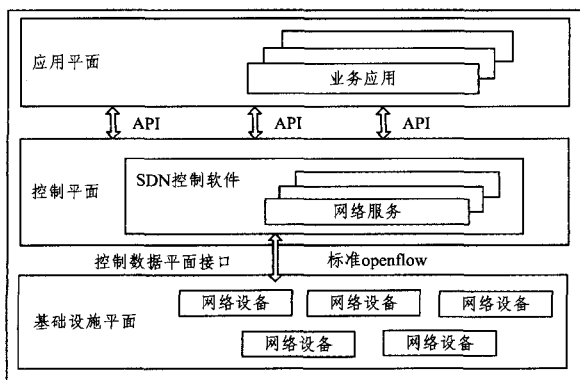 应用平面
业务应用
API API API
SDN控制软件
控制平面
网络服务
控制数据平面接口 标准openflow
网络设备 网络设备 网络设备
基础设施平面
网络设备 网络设备